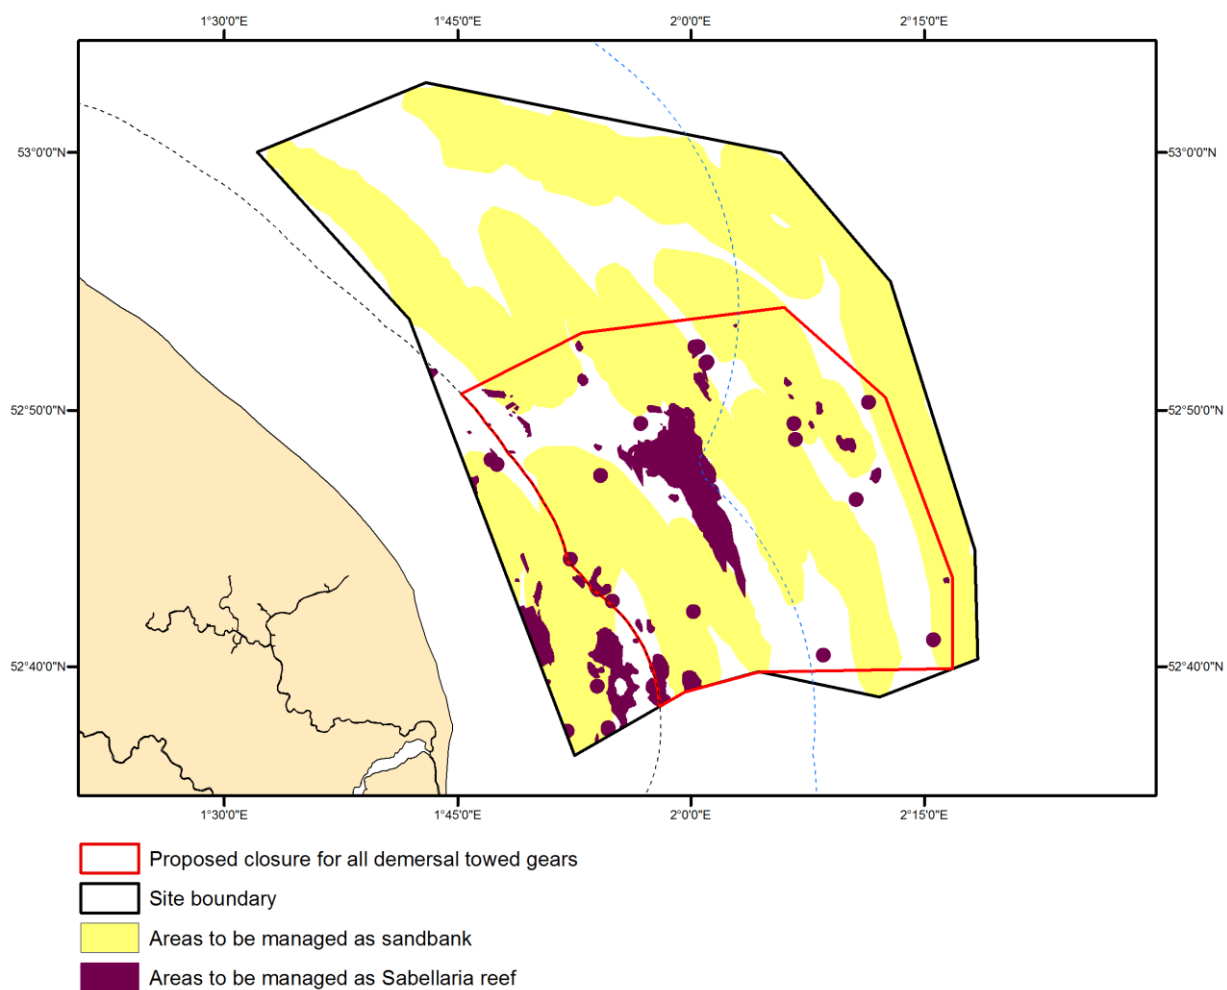 1°30'0"E 1°45'0"E 2°0'0"E 2°15'0"E
53°0'0"N 53°0'0"N
52°50'0"N 52°50'0"N
52°40'0"N 52°40'0"N
1°30'0"E 1°45'0"E 2°0'0"E 2°15'0"E
Proposed closure for all demersal towed gears
Site boundary
Areas to be managed as sandbank
Areas to be managed as Sabellaria reef